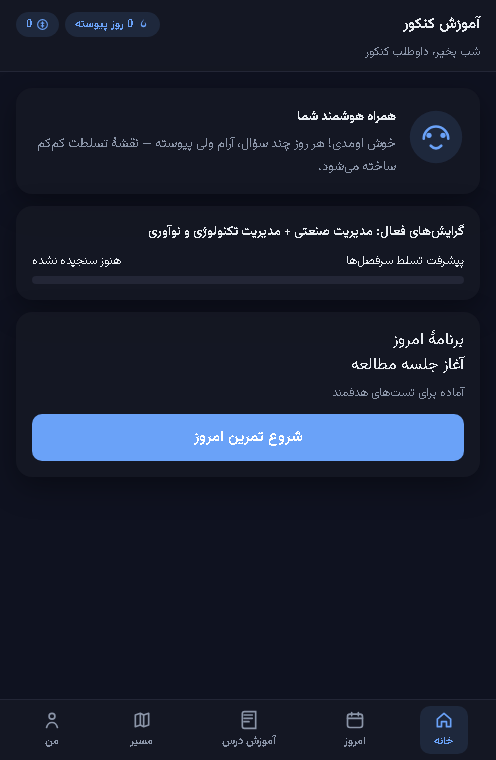 آموزش کنکور
شب بخیر، داوطلب کنکور
0 روز پیوسته
0
همراه هوشمند شما
خوش اومدی! هر روز چند سؤال، آرام ولی پیوسته — نقشهٔ تسلطت کم‌کم
ساخته می‌شود.
گرایش‌های فعال: مدیریت صنعتی + مدیریت تکنولوژی و نوآوری
پیشرفت تسلط سرفصل‌ها
هنوز سنجیده نشده
برنامهٔ امروز
آغاز جلسه مطالعه
آماده برای تست‌های هدفمند
شروع تمرین امروز
خانه
امروز
آموزش درس
مسیر
من